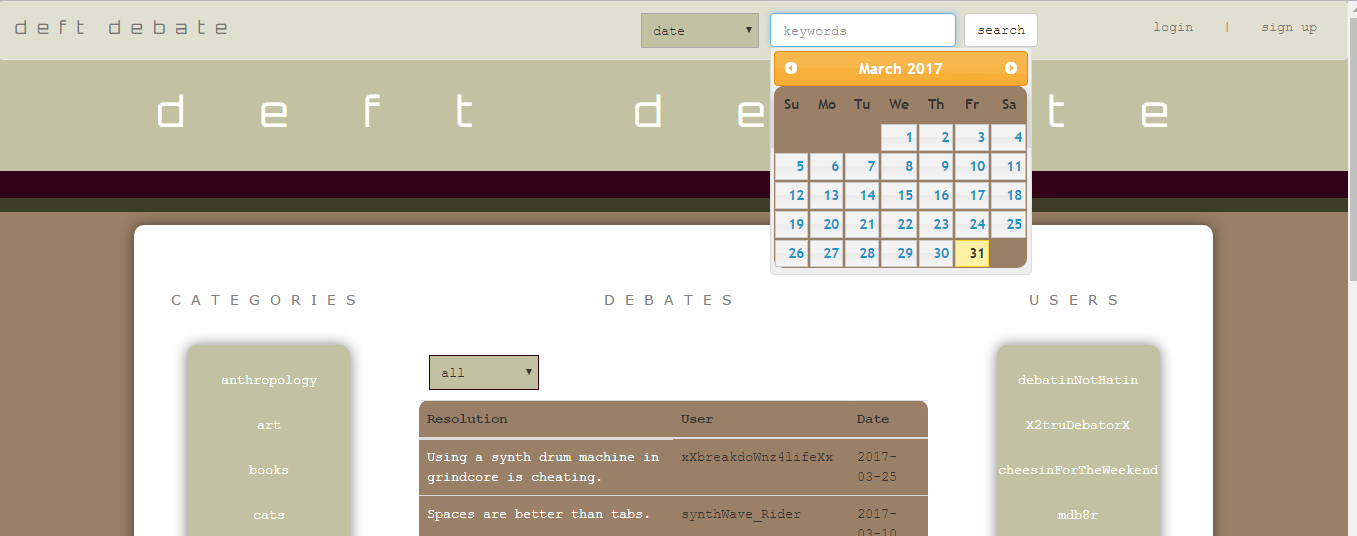 deft debate
date
keywords
search
login | sign up
March 2017
d e f t d e t e
Su Mo Tu We Th Fr Sa
1 2 3 4
5 6 7 8 9 10 11
12 13 14 15 16 17 18
19 20 21 22 23 24 25
26 27 28 29 30 31
CATEGORIES
anthropology
art
books
cats
DEBATES
all
Resolution User Date
Using a synth drum machine in xXbreakdoWnz4lifeXx 2017-
grindcore is cheating. 03-25
Spaces are better than tabs. synthWave_Rider 2017-
03-10
USERS
debatinNotHatin
X2truDebatorX
cheesinForTheWeekend
mdb8r